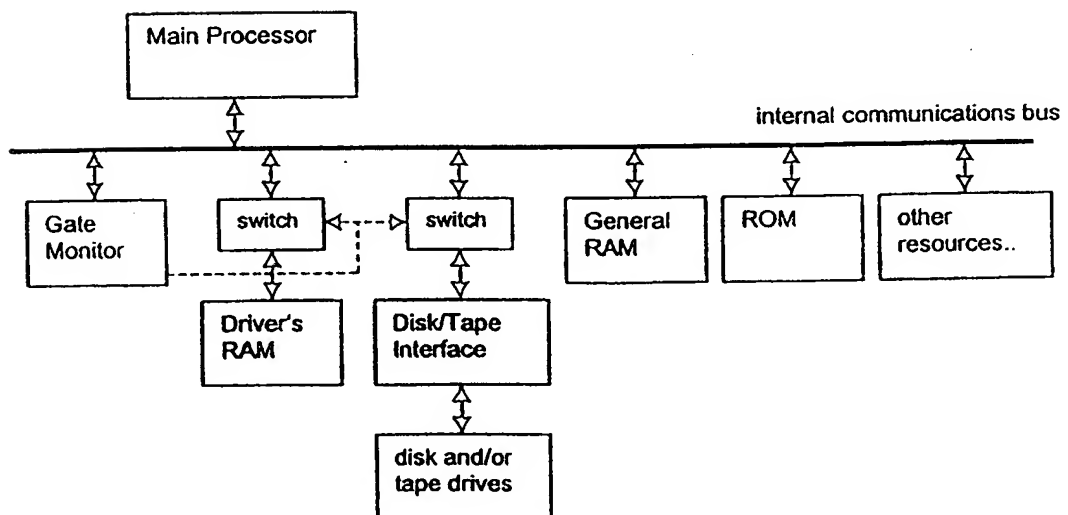 Main Processor
internal communications bus
Gate
Monitor
switch
switch
General
RAM
ROM
other
resources..
Driver's
RAM
Disk/Tape
Interface
disk and/or
tape drives